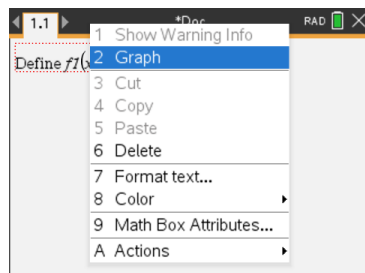 1.1 *Doc RAD
Define f1(x
1 Show Warning Info
2 Graph
3 Cut
4 Copy
5 Paste
6 Delete
7 Format text...
8 Color
9 Math Box Attributes...
A Actions